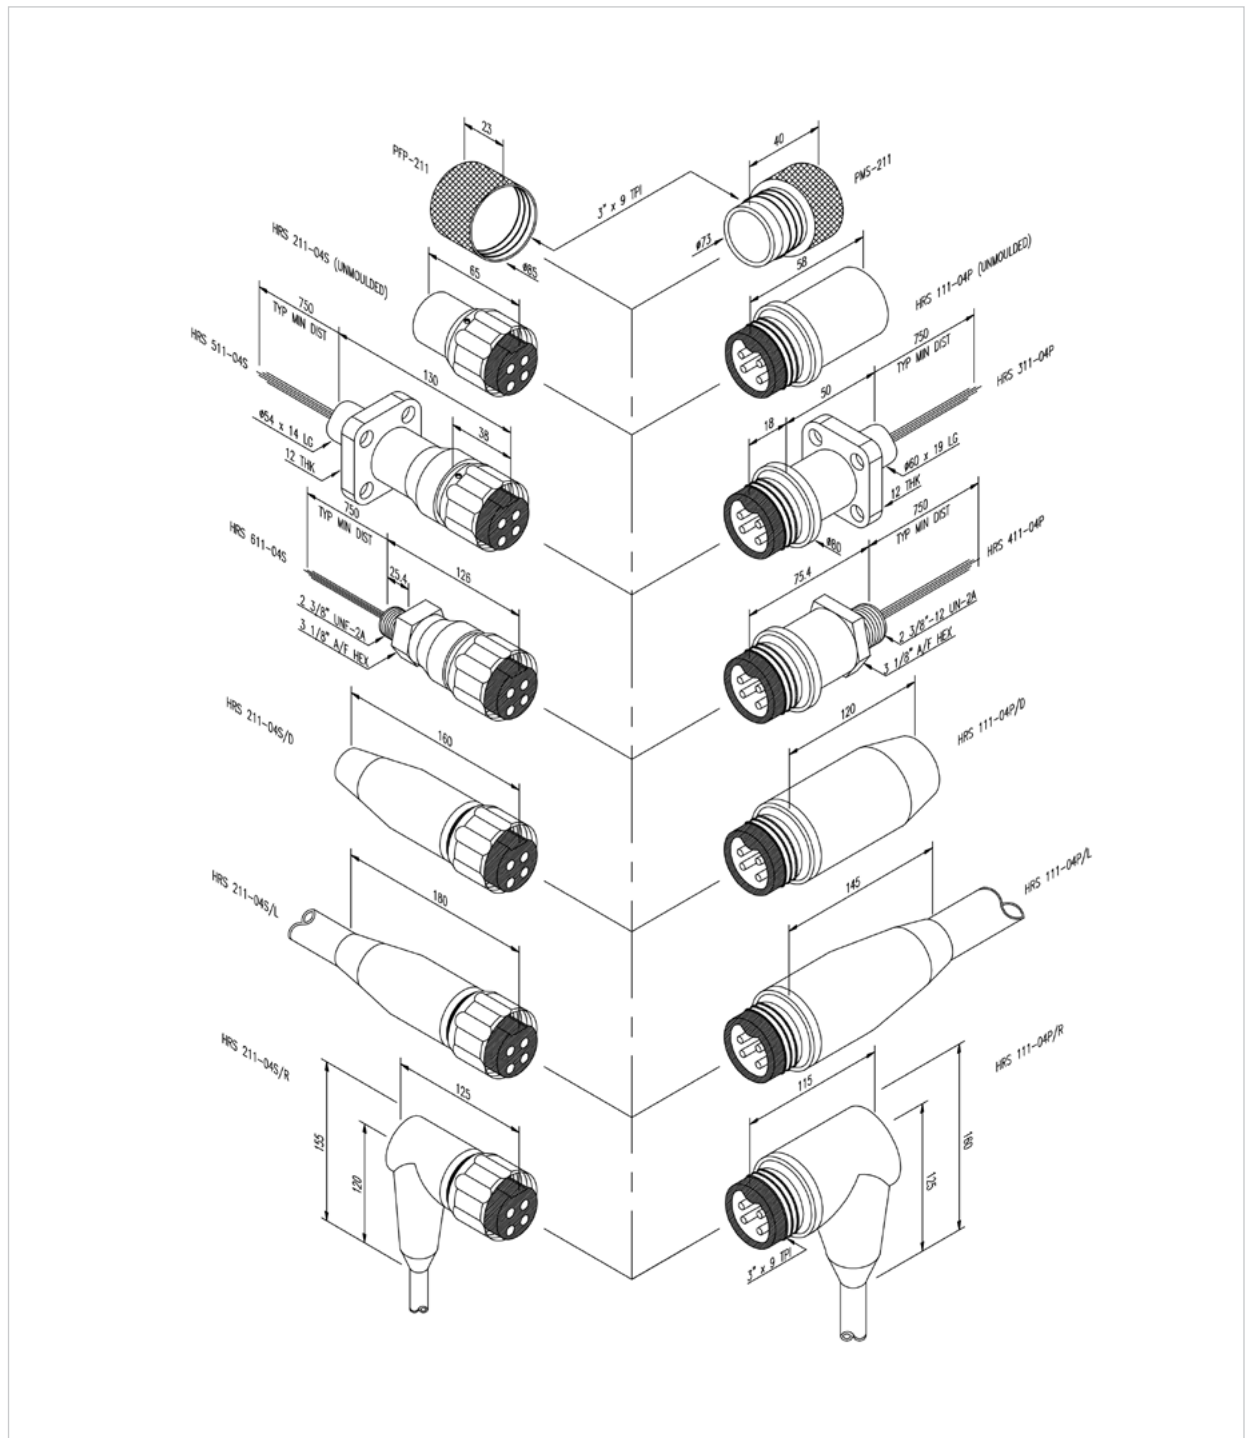 23
40
PFP-211
PMS-211
3" x 9 TPI
ø73
ø85
HRS 211-04S (UNMOULDED)
65
58
HRS 111-04P (UNMOULDED)
750
TYP MIN DIST
750
TYP MIN DIST
HRS 511-04S
130
50
HRS 311-04P
38
18
ø54 x 14 LG
12 THK
ø60 x 19 LG
12 THK
750
TYP MIN DIST
750
TYP MIN DIST
HRS 611-04S
ø80
HRS 411-04P
25.4
126
75.4
2 3/8" UNF-2A
3 1/8" A/F HEX
2 3/8"-12 UN-2A
3 1/8" A/F HEX
HRS 211-04S/D
160
120
HRS 111-04P/D
HRS 211-04S/L
180
145
HRS 111-04P/L
HRS 211-04S/R
125
115
HRS 111-04P/R
155
120
180
125
3" x 9 TPI